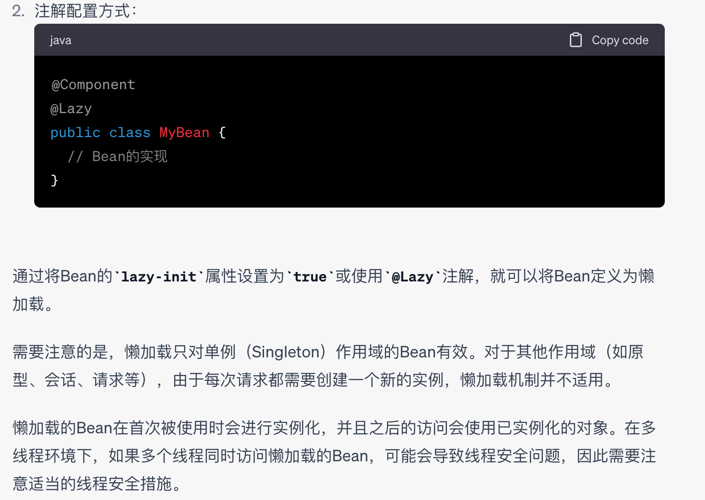 2. 注解配置方式：
java Copy code
@Component
@Lazy
public class MyBean {
  // Bean的实现
}
通过将Bean的`lazy-init`属性设置为`true`或使用`@Lazy`注解，就可以将Bean定义为懒
加载。
需要注意的是，懒加载只对单例（Singleton）作用域的Bean有效。对于其他作用域（如原
型、会话、请求等），由于每次请求都需要创建一个新的实例，懒加载机制并不适用。
懒加载的Bean在首次被使用时会进行实例化，并且之后的访问会使用已实例化的对象。在多
线程环境下，如果多个线程同时访问懒加载的Bean，可能会导致线程安全问题，因此需要注
意适当的线程安全措施。